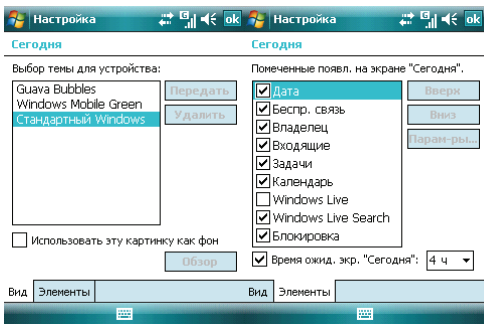 Настройка
G
ok
Сегодня
Выбор темы для устройства:
Guava Bubbles
Windows Mobile Green
Стандартный Windows
Передать
Удалить
Использовать эту картинку как фон
Обзор
Вид
Элементы
Настройка
G
ok
Сегодня
Помеченные появл. на экране "Сегодня".
Дата
Беспр. связь
Владелец
Входящие
Задачи
Календарь
Windows Live
Windows Live Search
Блокировка
Вверх
Вниз
Парам-ры...
Время ожид. экр. "Сегодня": 4 ч
Вид
Элементы